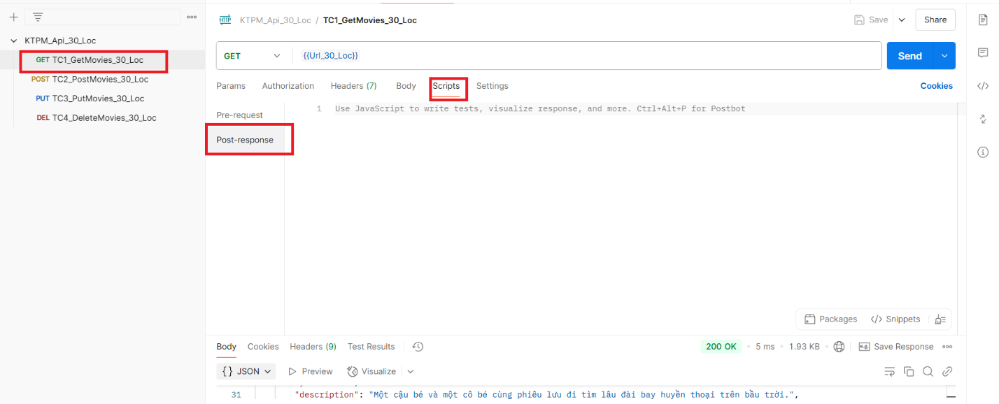 KTPM_Api_30_Loc
GET TC1_GetMovies_30_Loc
POST TC2_PostMovies_30_Loc
PUT TC3_PutMovies_30_Loc
DEL TC4_DeleteMovies_30_Loc
HTTP KTPM_Api_30_Loc / TC1_GetMovies_30_Loc Save Share
GET {{Url_30_Loc}} Send
Params Authorization Headers (7) Body Scripts Settings Cookies
Pre-request
Post-response
1 Use JavaScript to write tests, visualize response, and more. Ctrl+Alt+P for Postbot
Packages </> Snippets
Body Cookies Headers (9) Test Results 200 OK • 5 ms • 1.93 KB • e.g. Save Response
{} JSON Preview Visualize
31 "description": "Một cậu bé và một cô bé cùng phiêu lưu đi tìm lâu đài bay huyền thoại trên bầu trời.",